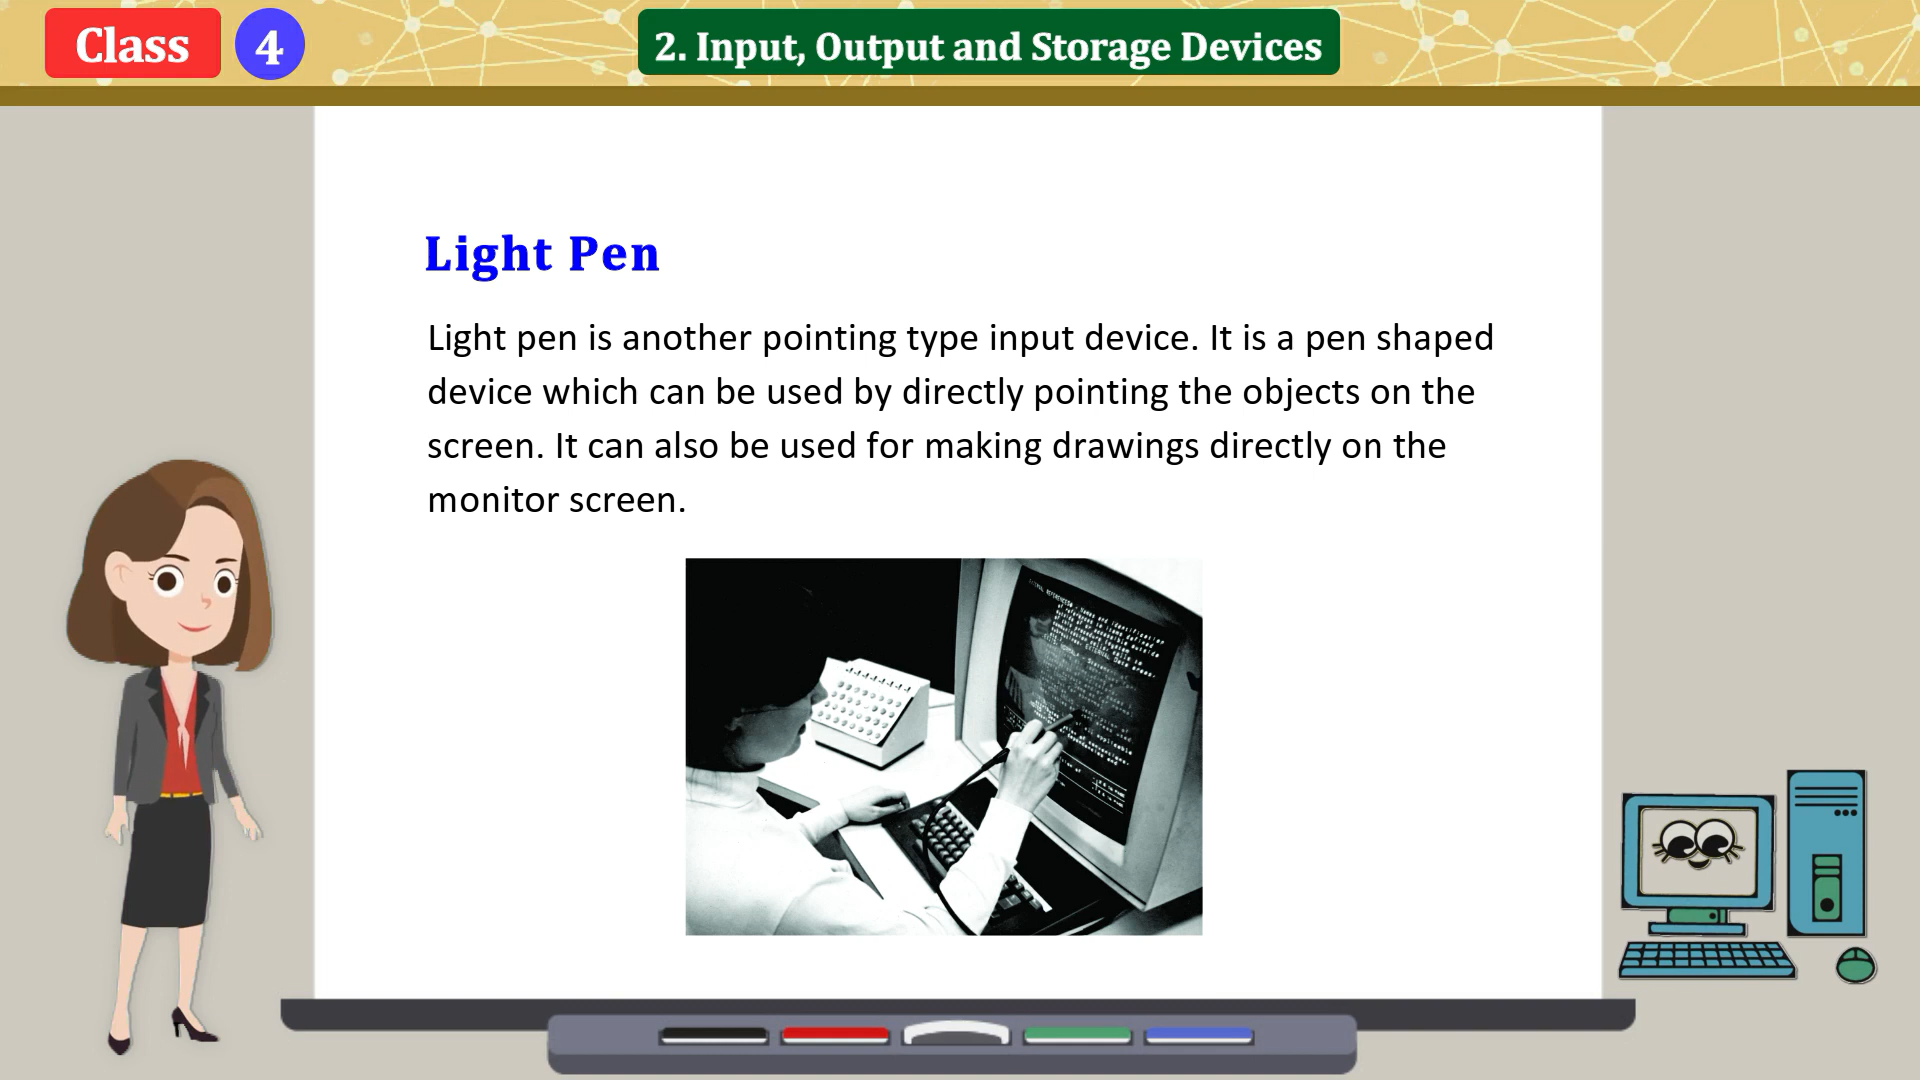 Class 4
2. Input, Output and Storage Devices
Light Pen
Light pen is another pointing type input device. It is a pen shaped
device which can be used by directly pointing the objects on the
screen. It can also be used for making drawings directly on the
monitor screen.